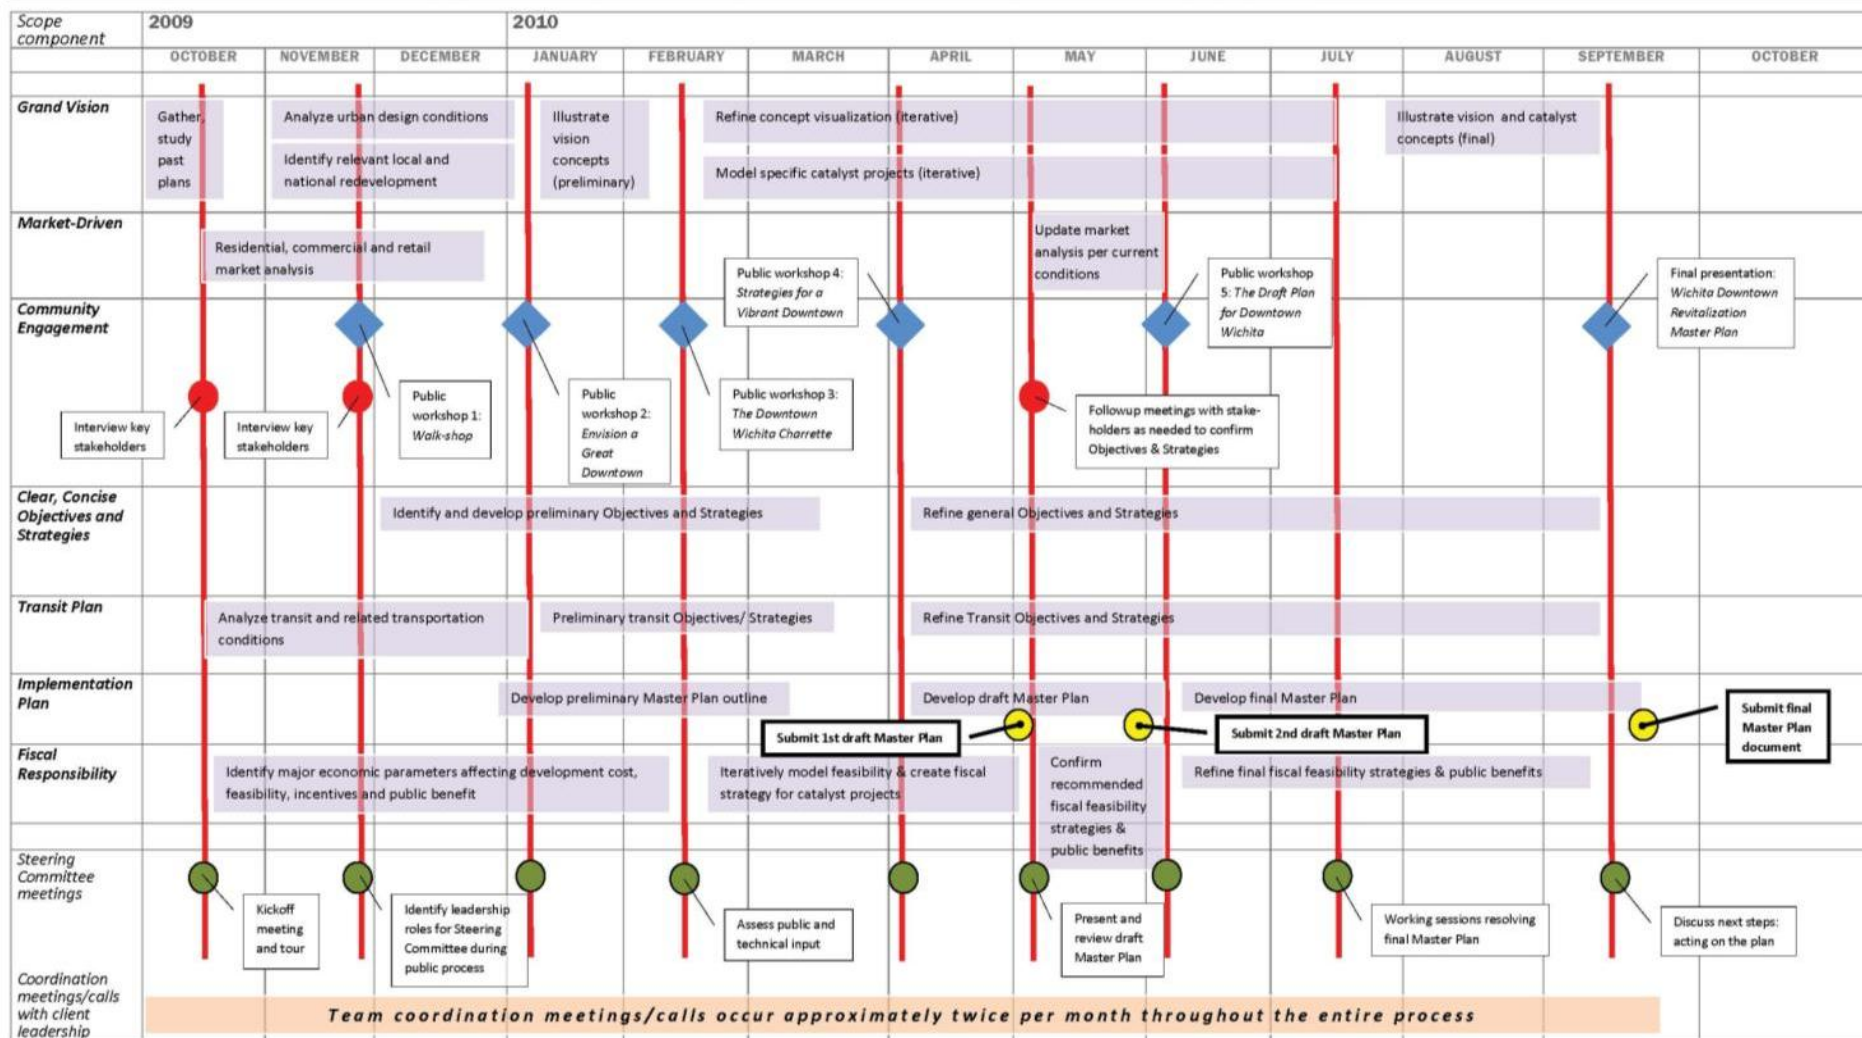 Scope
component
2009
2010
OCTOBER
NOVEMBER
DECEMBER
JANUARY
FEBRUARY
MARCH
APRIL
MAY
JUNE
JULY
AUGUST
SEPTEMBER
OCTOBER
Grand Vision
Gather,
study
past
plans
Analyze urban design conditions
Identify relevant local and
national redevelopment
Illustrate
vision
concepts
(preliminary)
Refine concept visualization (iterative)
Model specific catalyst projects (iterative)
Illustrate vision and catalyst
concepts (final)
Market-Driven
Residential, commercial and retail
market analysis
Update market
analysis per current
conditions
Community
Engagement
Public workshop 4:
Strategies for a
Vibrant Downtown
Public workshop
5: The Draft Plan
for Downtown
Wichita
Final presentation:
Wichita Downtown
Revitalization
Master Plan
Interview key
stakeholders
Interview key
stakeholders
Public
workshop 1:
Walk-shop
Public
workshop 2:
Envision a
Great
Downtown
Public workshop 3:
The Downtown
Wichita Charrette
Followup meetings with stake-
holders as needed to confirm
Objectives & Strategies
Clear, Concise
Objectives and
Strategies
Identify and develop preliminary Objectives and Strategies
Refine general Objectives and Strategies
Transit Plan
Analyze transit and related transportation
conditions
Preliminary transit Objectives/ Strategies
Refine Transit Objectives and Strategies
Implementation
Plan
Develop preliminary Master Plan outline
Develop draft Master Plan
Develop final Master Plan
Submit 1st draft Master Plan
Submit 2nd draft Master Plan
Submit final
Master Plan
document
Fiscal
Responsibility
Identify major economic parameters affecting development cost,
feasibility, incentives and public benefit
Iteratively model feasibility & create fiscal
strategy for catalyst projects
Confirm
recommended
fiscal feasibility
strategies &
public benefits
Refine final fiscal feasibility strategies & public benefits
Steering
Committee
meetings
Kickoff
meeting
and tour
Identify leadership
roles for Steering
Committee during
public process
Assess public and
technical input
Present and
review draft
Master Plan
Working sessions resolving
final Master Plan
Discuss next steps:
acting on the plan
Coordination
meetings/calls
with client
leadership
Team coordination meetings/calls occur approximately twice per month throughout the entire process